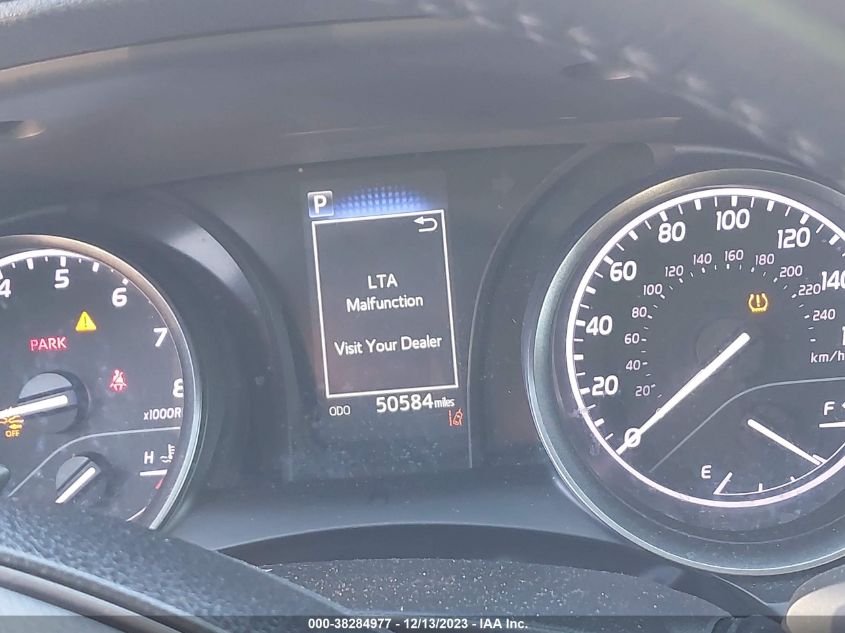 P
LTA
Malfunction
Visit Your Dealer
ODO 50584 miles
4 5 6 7 8
x1000R
PARK
OFF
H
0 20 40 60 80 100 120 140
20 40 60 80 100 120 140 160 180 200 220 240
km/h
E F
000-38284977 - 12/13/2023 - IAA Inc.